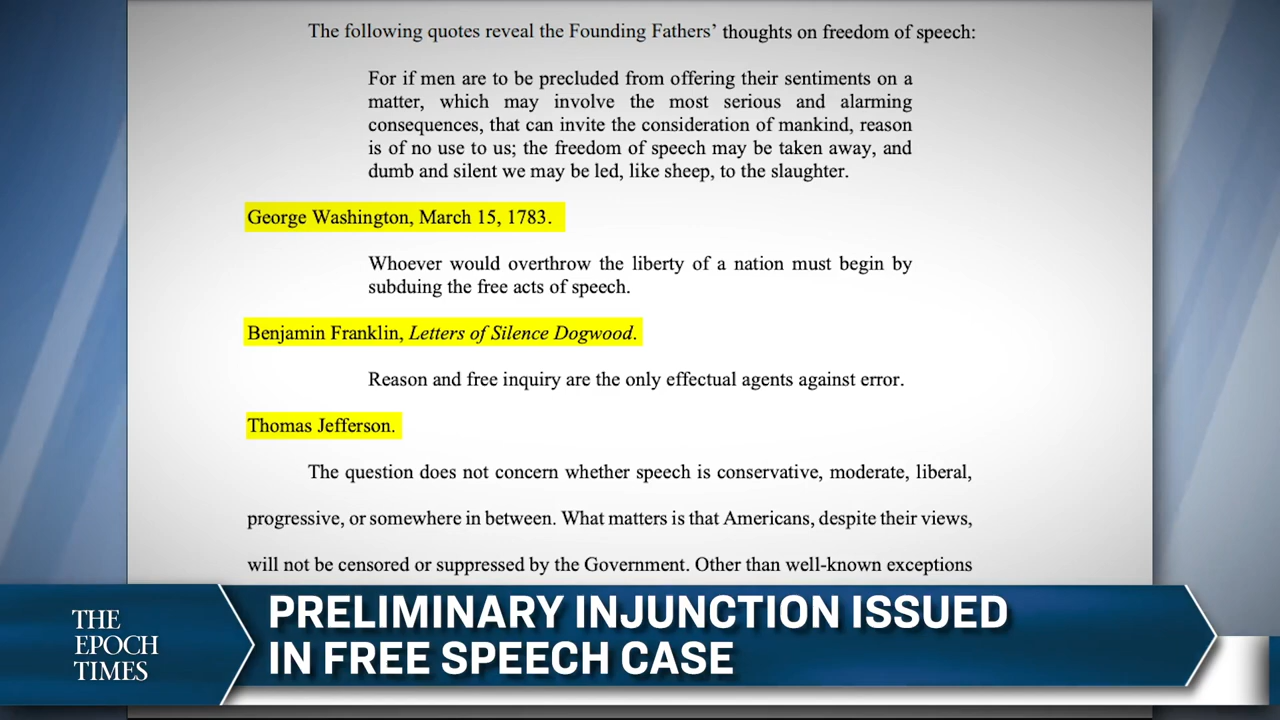 The following quotes reveal the Founding Fathers' thoughts on freedom of speech:
For if men are to be precluded from offering their sentiments on a
matter, which may involve the most serious and alarming
consequences, that can invite the consideration of mankind, reason
is of no use to us; the freedom of speech may be taken away, and
dumb and silent we may be led, like sheep, to the slaughter.
George Washington, March 15, 1783.
Whoever would overthrow the liberty of a nation must begin by
subduing the free acts of speech.
Benjamin Franklin, Letters of Silence Dogwood.
Reason and free inquiry are the only effectual agents against error.
Thomas Jefferson.
The question does not concern whether speech is conservative, moderate, liberal,
progressive, or somewhere in between. What matters is that Americans, despite their views,
will not be censored or suppressed by the Government. Other than well-known exceptions
THE
EPOCH
TIMES
PRELIMINARY INJUNCTION ISSUED
IN FREE SPEECH CASE